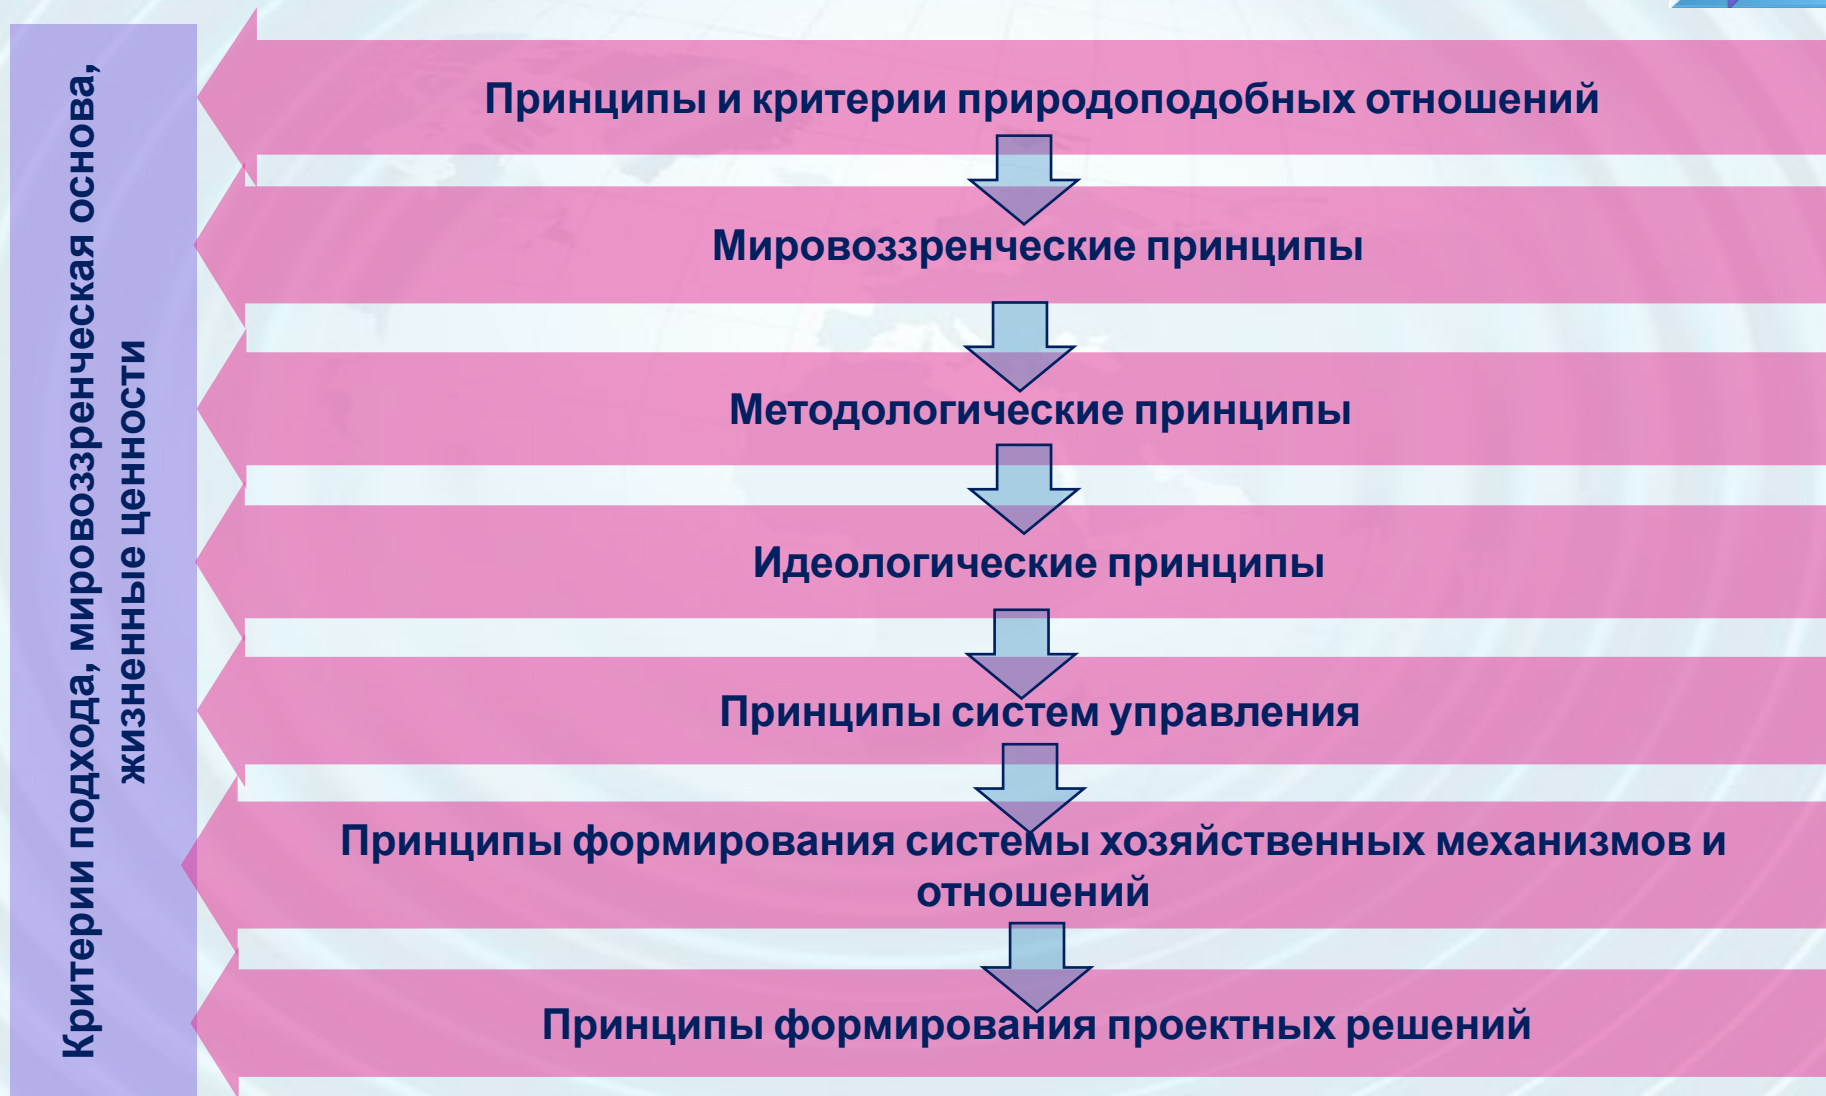 Критерии подхода, мировоззренческая основа,
жизненные ценности
Принципы и критерии природоподобных отношений
Мировоззренческие принципы
Методологические принципы
Идеологические принципы
Принципы систем управления
Принципы формирования системы хозяйственных механизмов и
отношений
Принципы формирования проектных решений